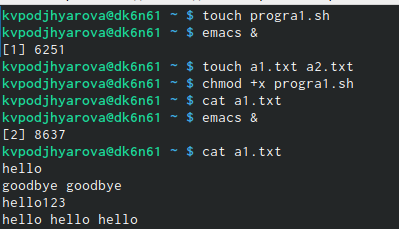 kvpodjhyarova@dk6n61 ~ $ touch progra1.sh
kvpodjhyarova@dk6n61 ~ $ emacs &
[1] 6251
kvpodjhyarova@dk6n61 ~ $ touch a1.txt a2.txt
kvpodjhyarova@dk6n61 ~ $ chmod +x progra1.sh
kvpodjhyarova@dk6n61 ~ $ cat a1.txt
kvpodjhyarova@dk6n61 ~ $ emacs &
[2] 8637
kvpodjhyarova@dk6n61 ~ $ cat a1.txt
hello
goodbye goodbye
hello123
hello hello hello